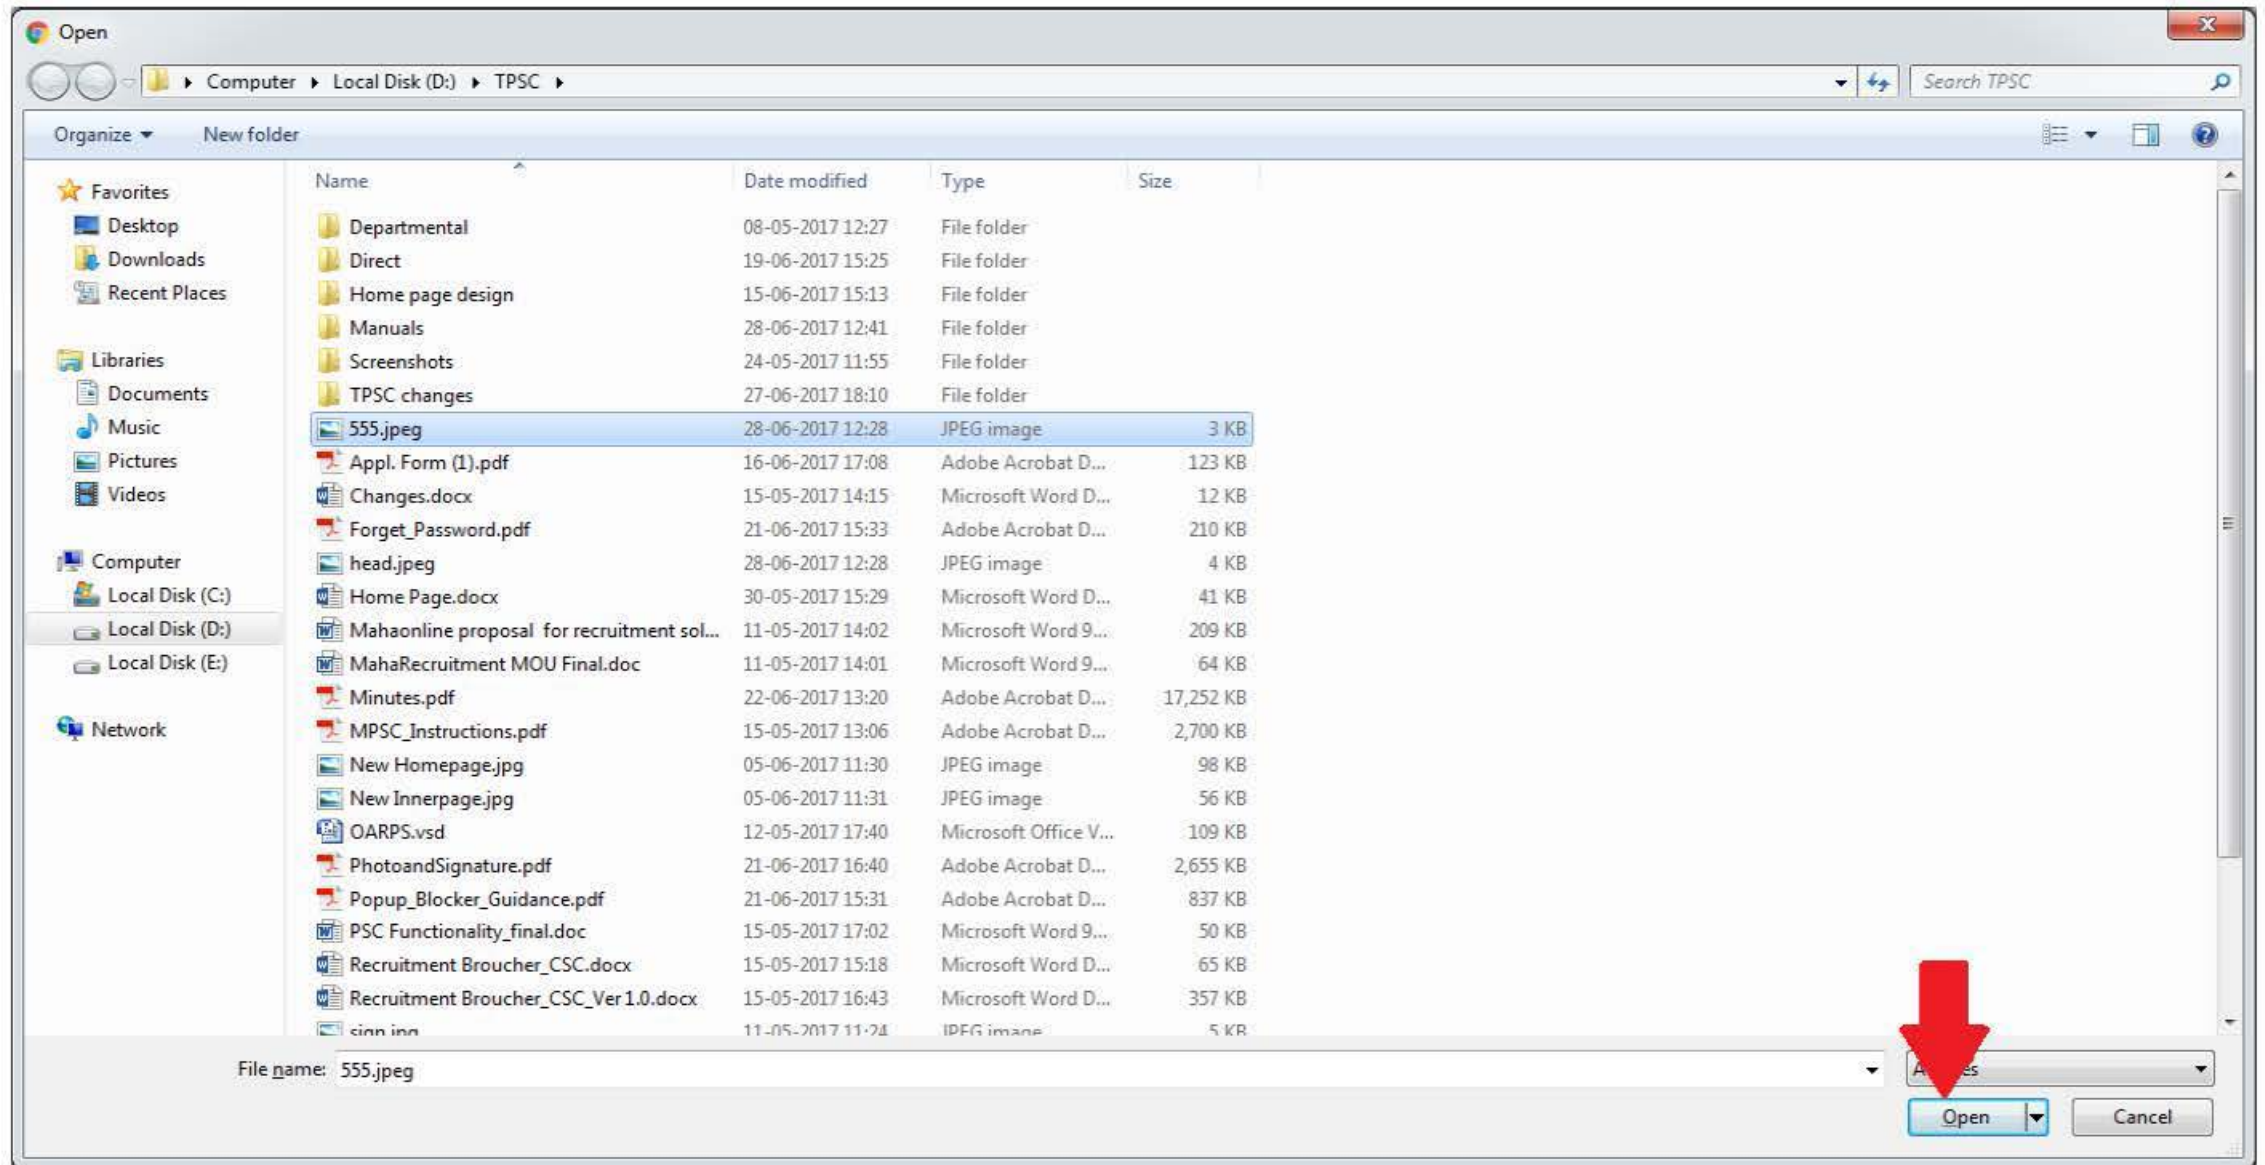 Open
Computer Local Disk (D:) TPSC Search TPSC
Organize New folder
Favorites
Desktop
Downloads
Recent Places
Libraries
Documents
Music
Pictures
Videos
Computer
Local Disk (C:)
Local Disk (D:)
Local Disk (E:)
Network
Name Date modified Type Size
Departmental 08-05-2017 12:27 File folder
Direct 19-06-2017 15:25 File folder
Home page design 15-06-2017 15:13 File folder
Manuals 28-06-2017 12:41 File folder
Screenshots 24-05-2017 11:55 File folder
TPSC changes 27-06-2017 18:10 File folder
555.jpeg 28-06-2017 12:28 JPEG image 3 KB
Appl. Form (1).pdf 16-06-2017 17:08 Adobe Acrobat D... 123 KB
Changes.docx 15-05-2017 14:15 Microsoft Word D... 12 KB
Forget_Password.pdf 21-06-2017 15:33 Adobe Acrobat D... 210 KB
head.jpeg 28-06-2017 12:28 JPEG image 4 KB
Home Page.docx 30-05-2017 15:29 Microsoft Word D... 41 KB
Mahaonline proposal for recruitment sol... 11-05-2017 14:02 Microsoft Word 9... 209 KB
MahaRecruitment MOU Final.doc 11-05-2017 14:01 Microsoft Word 9... 64 KB
Minutes.pdf 22-06-2017 13:20 Adobe Acrobat D... 17,252 KB
MPSC_Instructions.pdf 15-05-2017 13:06 Adobe Acrobat D... 2,700 KB
New Homepage.jpg 05-06-2017 11:30 JPEG image 98 KB
New Innerpage.jpg 05-06-2017 11:31 JPEG image 56 KB
OARPS.vsd 12-05-2017 17:40 Microsoft Office V... 109 KB
PhotoandSignature.pdf 21-06-2017 16:40 Adobe Acrobat D... 2,655 KB
Popup_Blocker_Guidance.pdf 21-06-2017 15:31 Adobe Acrobat D... 837 KB
PSC Functionality_final.doc 15-05-2017 17:02 Microsoft Word 9... 50 KB
Recruitment Broucher_CSC.docx 15-05-2017 15:18 Microsoft Word D... 65 KB
Recruitment Broucher_CSC_Ver 1.0.docx 15-05-2017 16:43 Microsoft Word D... 357 KB
sign.jpg 11-05-2017 11:24 JPEG image 5 KB
File name: 555.jpeg
Open Cancel